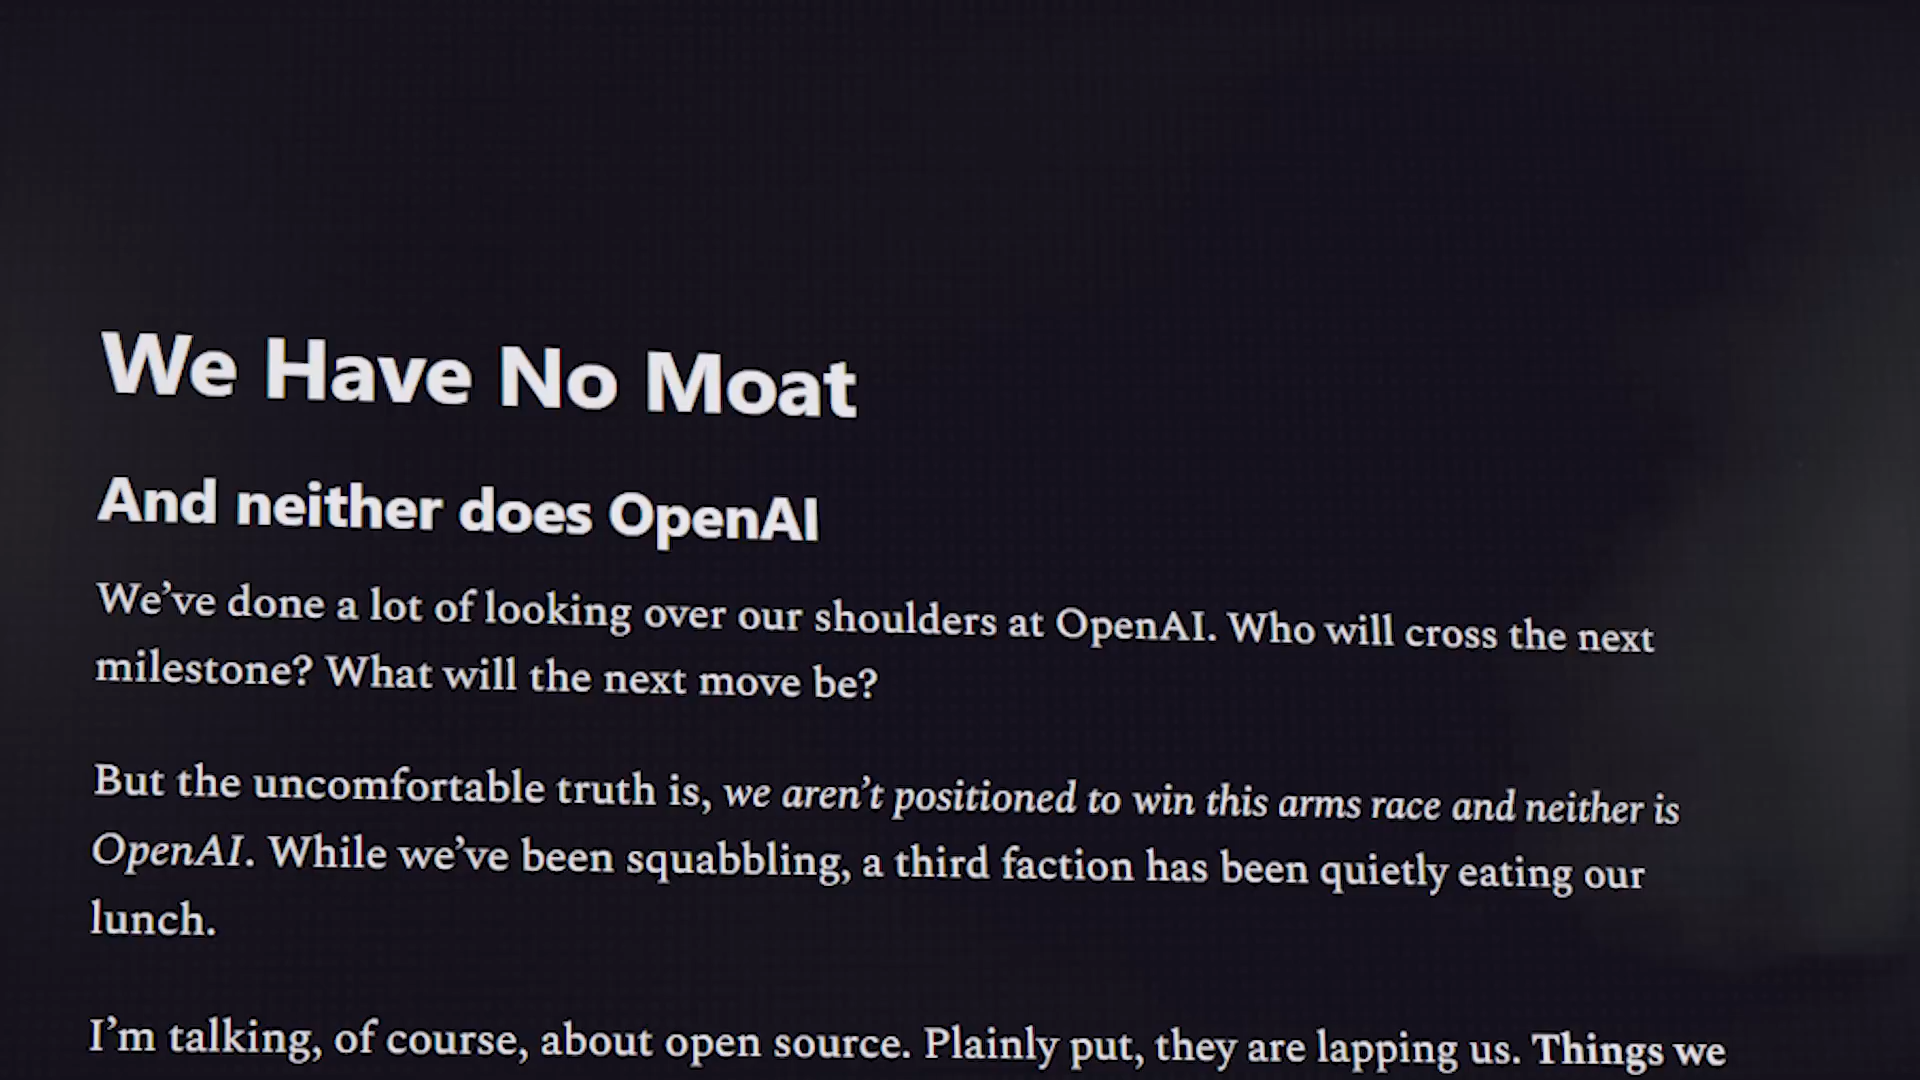 We Have No Moat
And neither does OpenAI
We’ve done a lot of looking over our shoulders at OpenAI. Who will cross the next
milestone? What will the next move be?
But the uncomfortable truth is, we aren’t positioned to win this arms race and neither is
OpenAI. While we’ve been squabbling, a third faction has been quietly eating our
lunch.
I’m talking, of course, about open source. Plainly put, they are lapping us. Things we